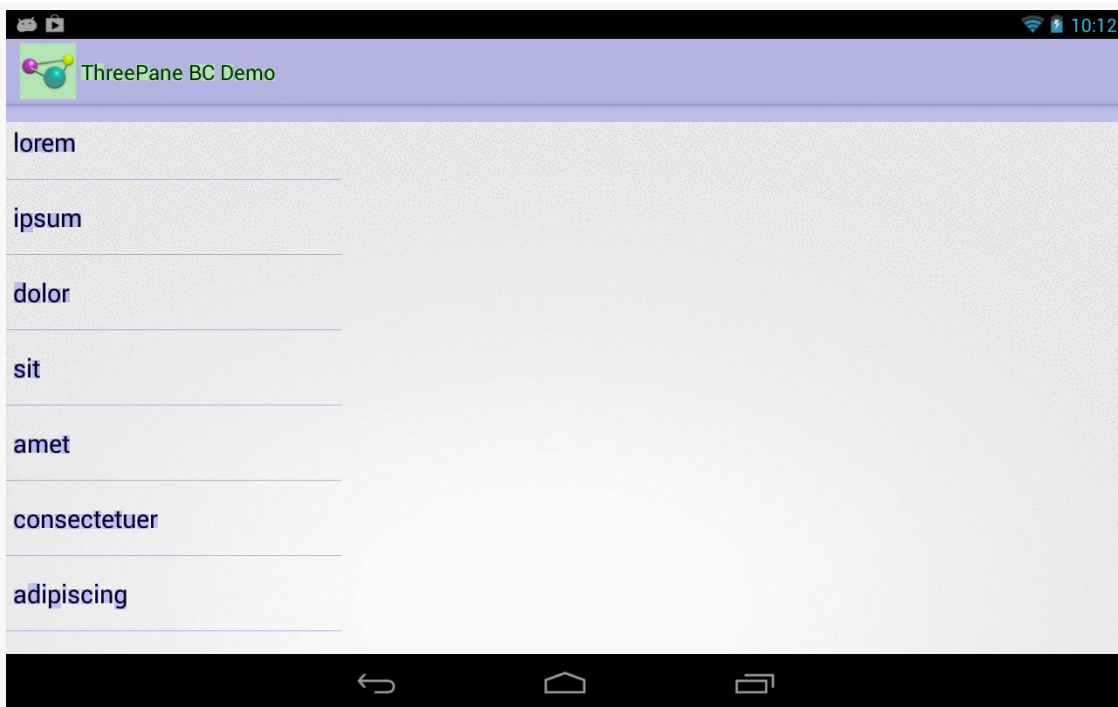 10:12
ThreePane BC Demo
lorem
ipsum
dolor
sit
amet
consectetuer
adipiscing